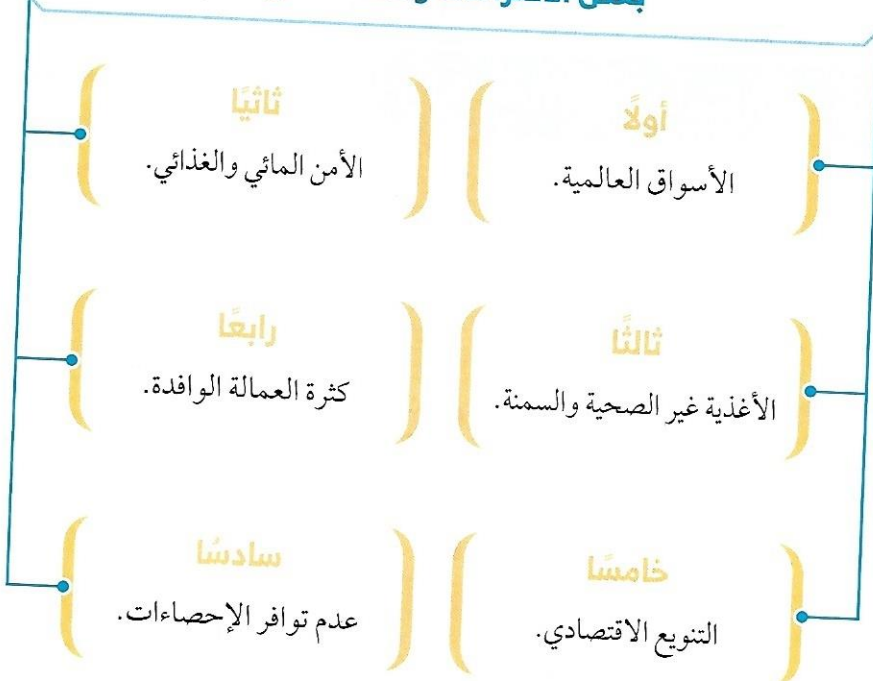 أولًا
الأسواق العالمية.
ثانيًا
الأمن المائي والغذائي.
ثالثًا
الأغذية غير الصحية والسمنة.
رابعًا
كثرة العمالة الوافدة.
خامسًا
التنويع الاقتصادي.
سادسًا
عدم توافر الإحصاءات.